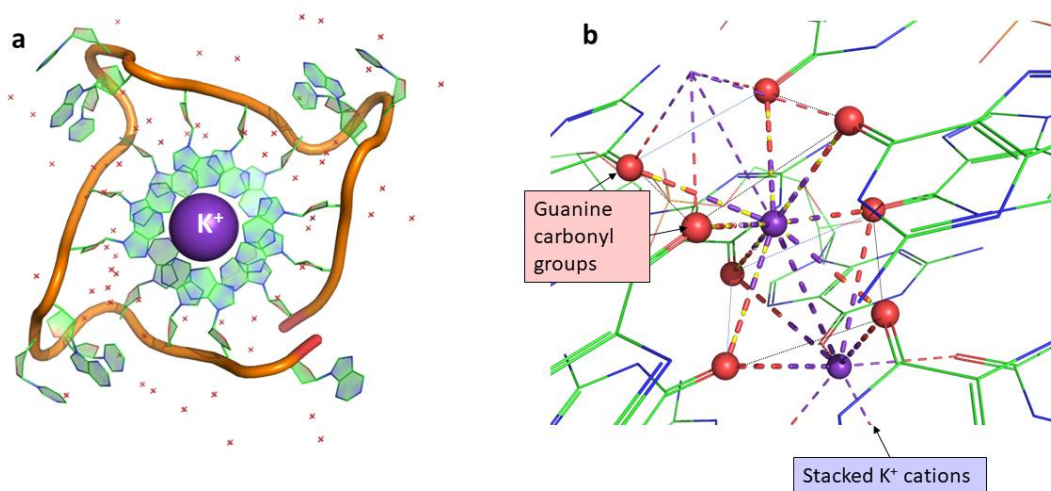 a
K⁺
b
Guanine
carbonyl
groups
Stacked K⁺ cations